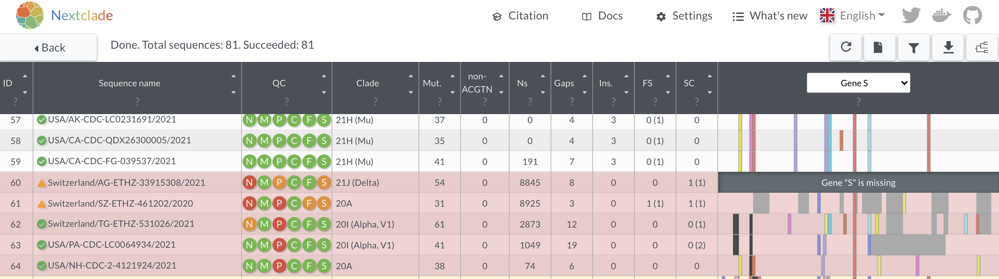 Nextclade Citation Docs Settings What's new English
Back Done. Total sequences: 81. Succeeded: 81
ID Sequence name QC Clade Mut. non-ACGTN Ns Gaps Ins. FS SC Gene S
? ? ? ? ? ? ? ? ? ? ? ?
57 USA/AK-CDC-LC0231691/2021 N M P C F S 21H (Mu) 37 0 0 4 3 0 (1) 0
58 USA/CA-CDC-QDX26300005/2021 N M P C F S 21H (Mu) 35 0 0 4 3 0 (1) 0
59 USA/CA-CDC-FG-039537/2021 N M P C F S 21H (Mu) 41 0 191 7 3 0 (1) 0
60 Switzerland/AG-ETHZ-33915308/2021 N M P C F S 21J (Delta) 54 0 8845 8 0 0 1 (1) Gene "S" is missing
61 Switzerland/SZ-ETHZ-461202/2020 N M P C F S 20A 31 0 8925 3 0 1 (1) 1 (1)
62 Switzerland/TG-ETHZ-531026/2021 N M P C F S 20I (Alpha, V1) 61 0 2873 12 0 0 0 (1)
63 USA/PA-CDC-LC0064934/2021 N M P C F S 20I (Alpha, V1) 41 0 1049 19 0 0 0 (2)
64 USA/NH-CDC-2-4121924/2021 N M P C F S 20A 38 0 74 6 0 0 0